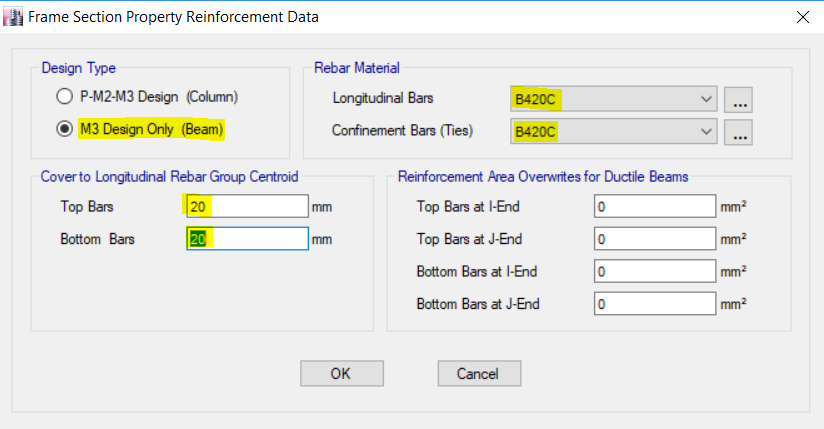 Frame Section Property Reinforcement Data
Design Type
P-M2-M3 Design (Column)
M3 Design Only (Beam)
Rebar Material
Longitudinal Bars B420C ...
Confinement Bars (Ties) B420C ...
Cover to Longitudinal Rebar Group Centroid
Top Bars 20 mm
Bottom Bars 20 mm
Reinforcement Area Overwrites for Ductile Beams
Top Bars at I-End 0 mm²
Top Bars at J-End 0 mm²
Bottom Bars at I-End 0 mm²
Bottom Bars at J-End 0 mm²
OK Cancel